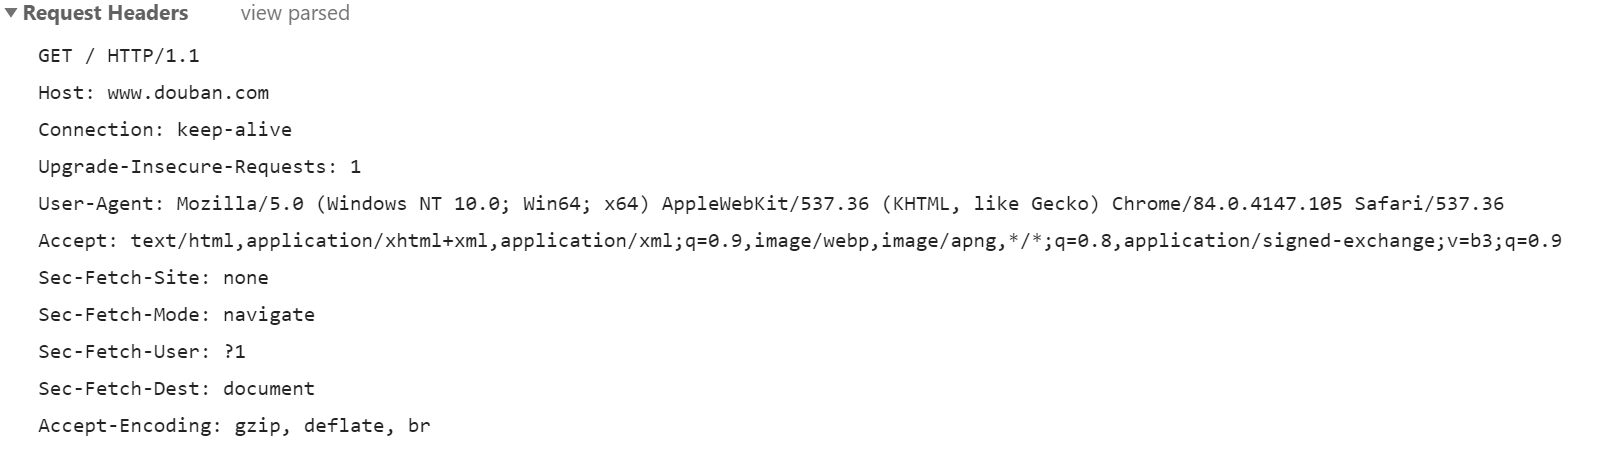 Request Headers view parsed
GET / HTTP/1.1
Host: www.douban.com
Connection: keep-alive
Upgrade-Insecure-Requests: 1
User-Agent: Mozilla/5.0 (Windows NT 10.0; Win64; x64) AppleWebKit/537.36 (KHTML, like Gecko) Chrome/84.0.4147.105 Safari/537.36
Accept: text/html,application/xhtml+xml,application/xml;q=0.9,image/webp,image/apng,*/*;q=0.8,application/signed-exchange;v=b3;q=0.9
Sec-Fetch-Site: none
Sec-Fetch-Mode: navigate
Sec-Fetch-User: ?1
Sec-Fetch-Dest: document
Accept-Encoding: gzip, deflate, br